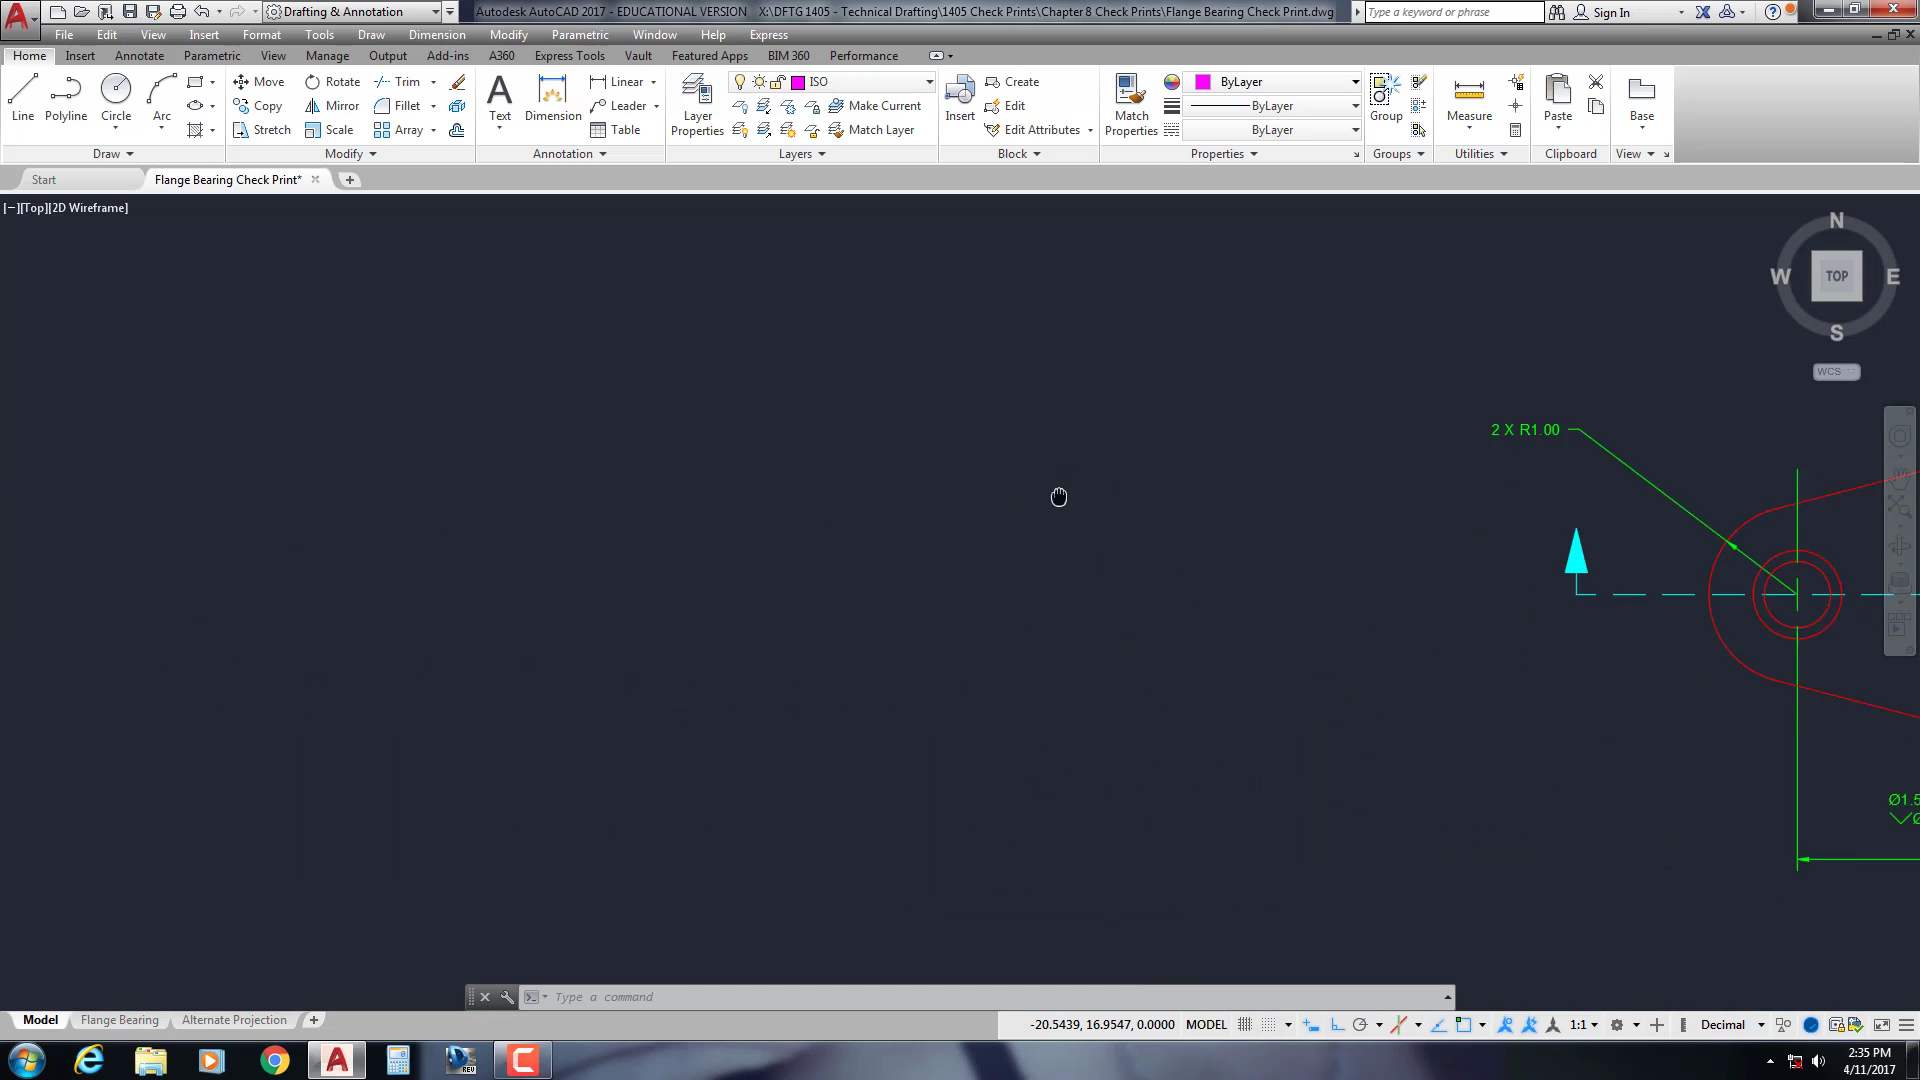 Drafting & Annotation
Autodesk AutoCAD 2017 - EDUCATIONAL VERSION X:\DFTG 1405 - Technical Drafting\1405 Check Prints\Chapter 8 Check Prints\Flange Bearing Check Print.dwg
Type a keyword or phrase
Sign In
File Edit View Insert Format Tools Draw Dimension Modify Parametric Window Help Express
Home Insert Annotate Parametric View Manage Output Add-ins A360 Express Tools Vault Featured Apps BIM 360 Performance
Line Polyline Circle Arc
Move Rotate Trim
Copy Mirror Fillet
Stretch Scale Array
Text Dimension
Linear
Leader
Table
Layer Properties
ISO
Make Current
Match Layer
Insert
Create
Edit
Edit Attributes
Match Properties
ByLayer
ByLayer
ByLayer
Group
Measure
Paste
Base
Draw Modify Annotation Layers Block Properties Groups Utilities Clipboard View
Start Flange Bearing Check Print*
[−][Top][2D Wireframe]
N
W TOP E
S
WCS
2 X R1.00
Ø1.5
Type a command
Model Flange Bearing Alternate Projection
-20.5439, 16.9547, 0.0000 MODEL 1:1 Decimal
REV
2:35 PM
4/11/2017